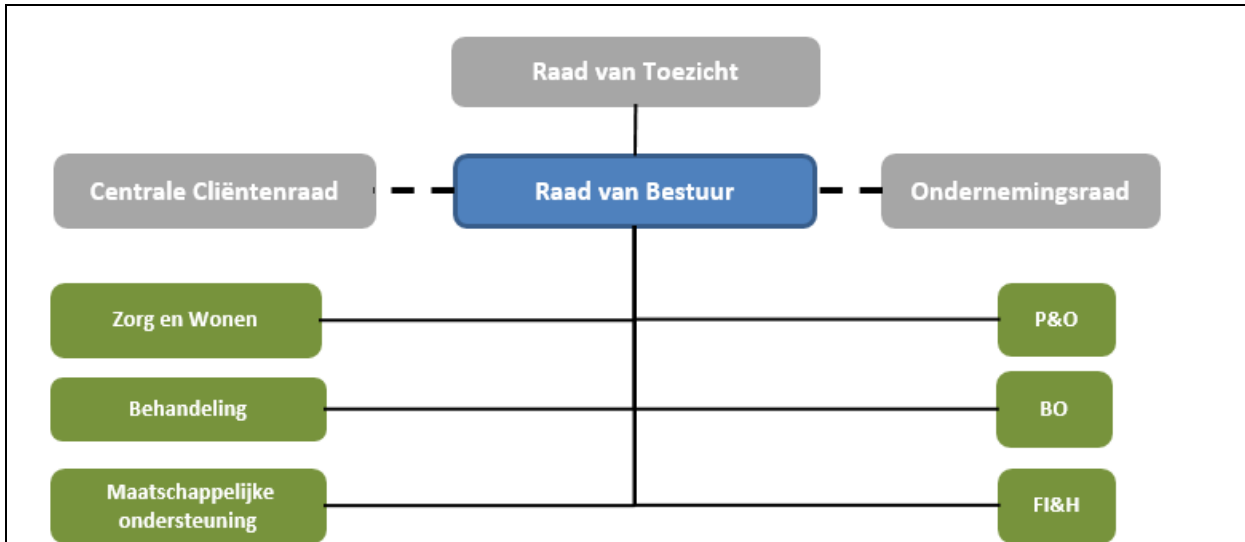 Raad van Toezicht
Centrale Cliëntenraad
Raad van Bestuur
Ondernemingsraad
Zorg en Wonen
P&O
Behandeling
BO
Maatschappelijke
ondersteuning
FI&H